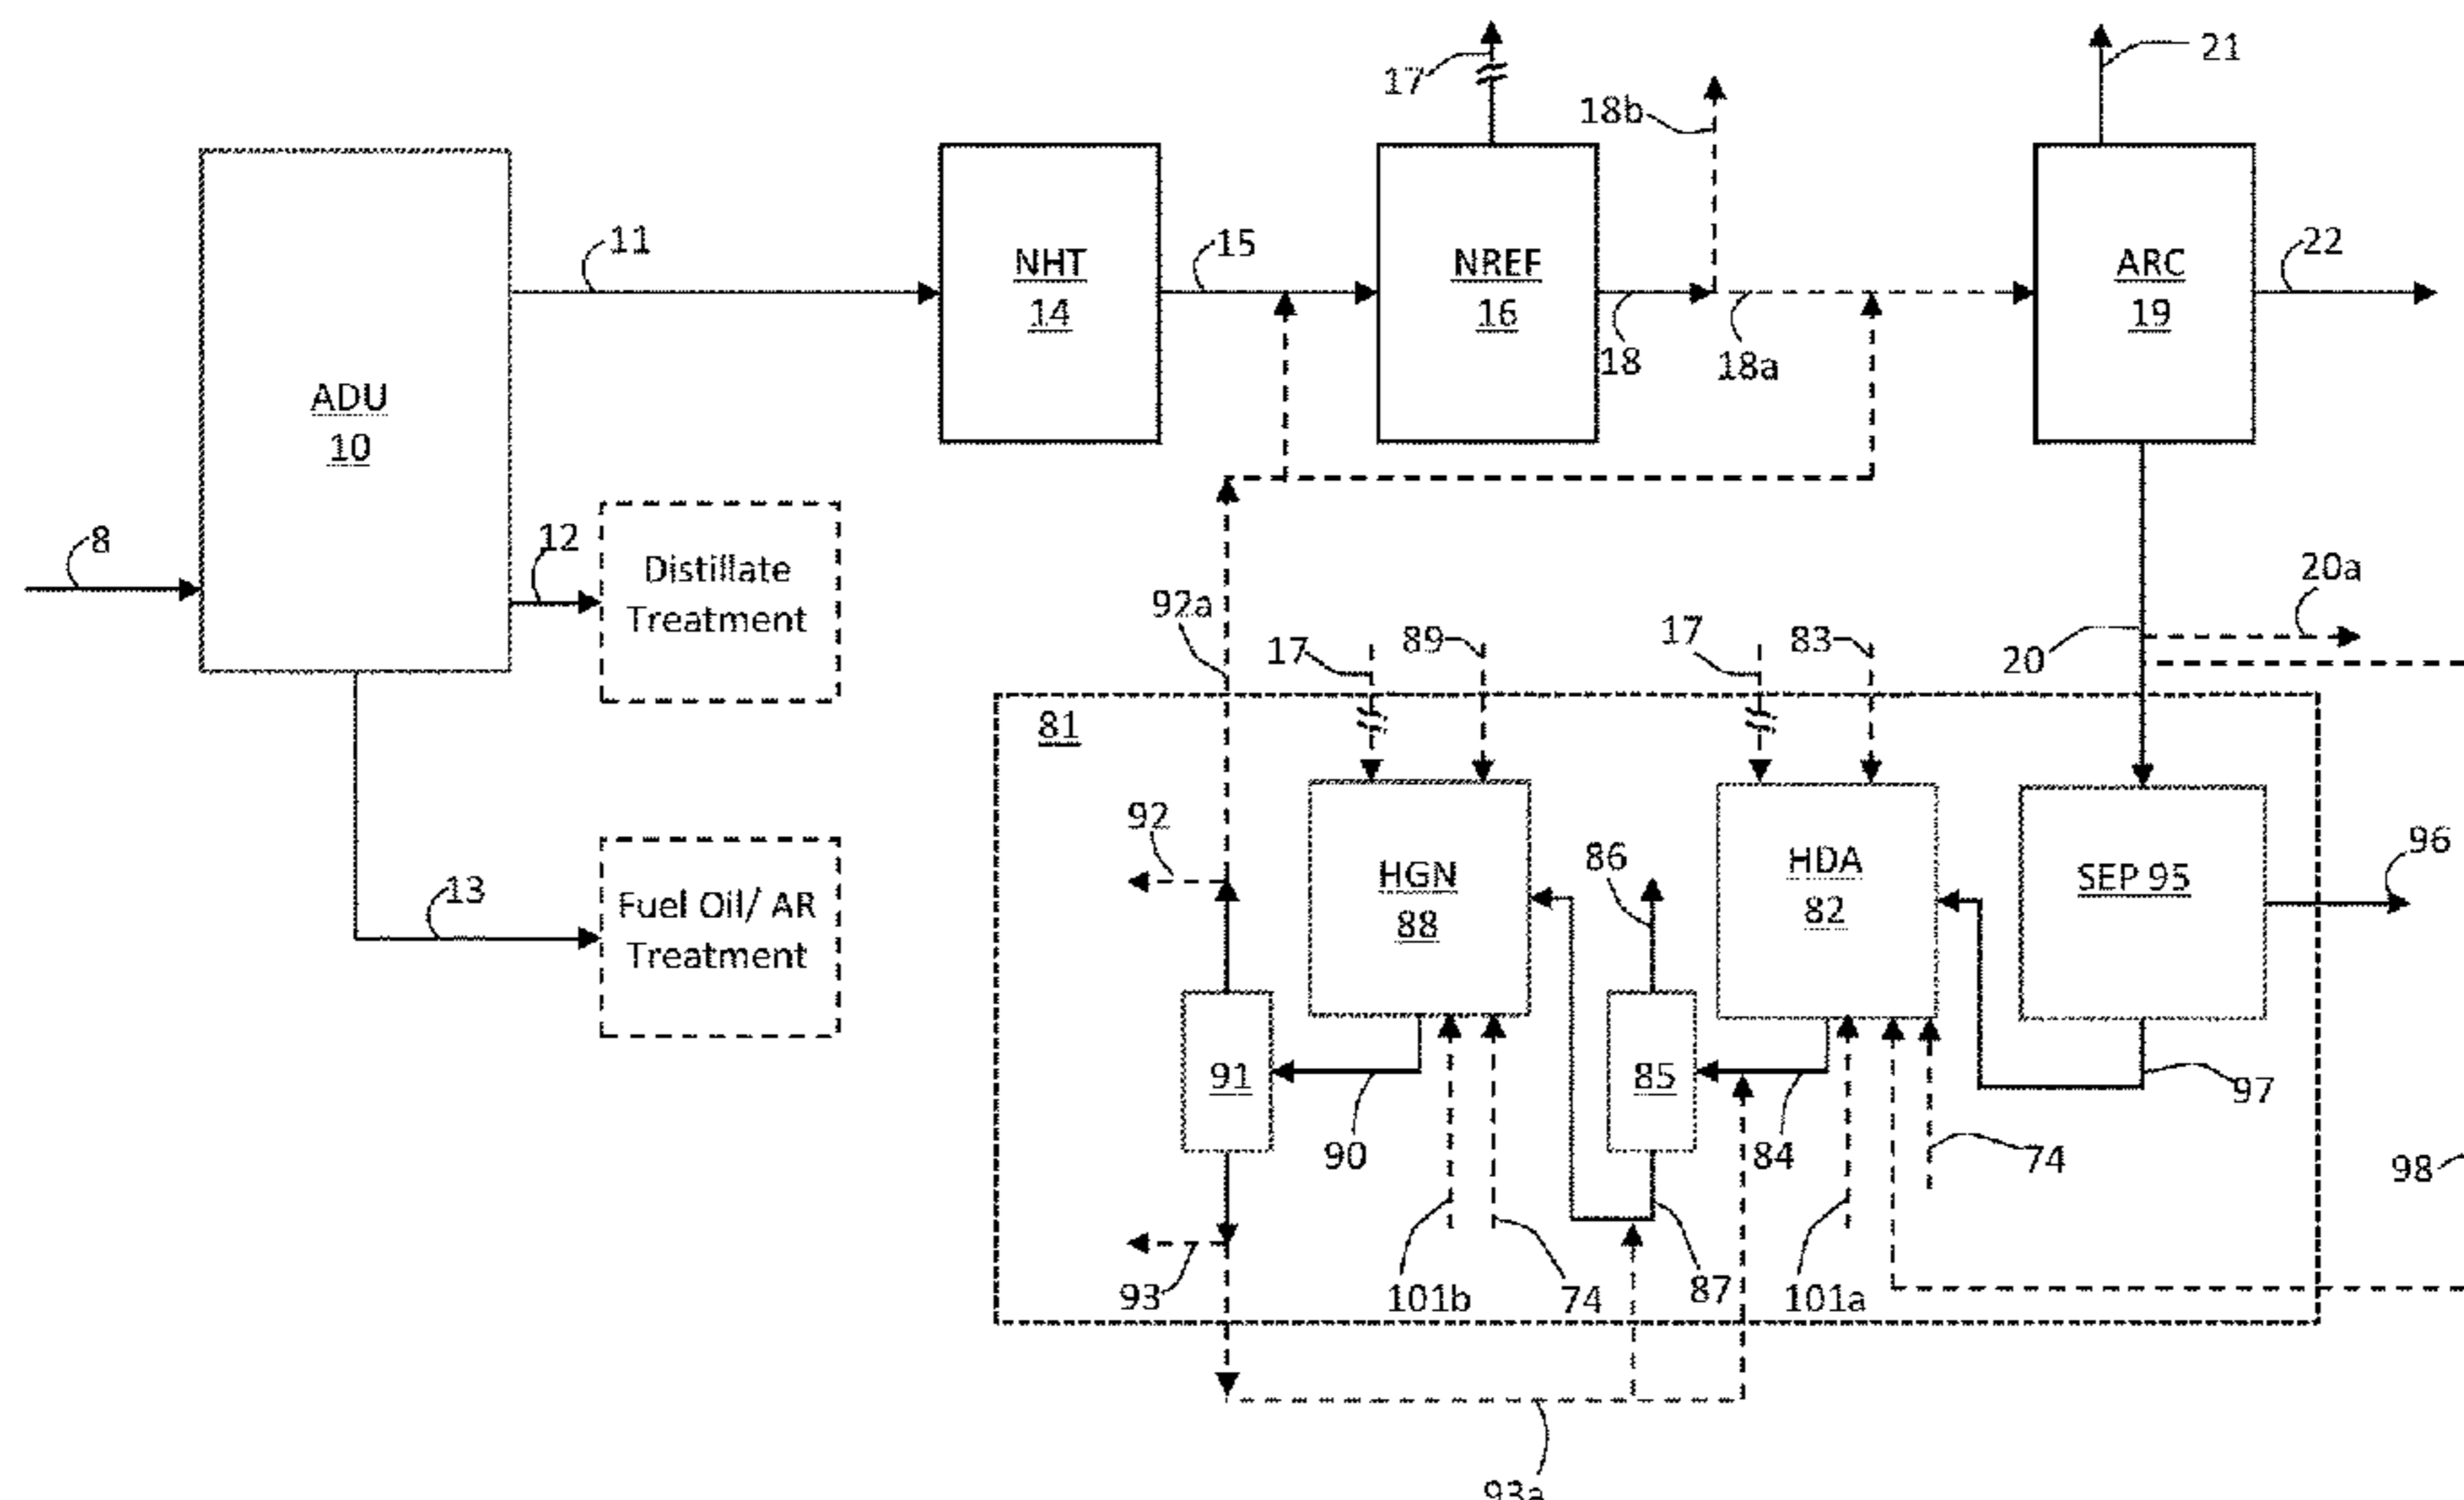 17
21
18b
11
15
22
NHT
14
NREF
16
ARC
19
18
18a
ADU
10
8
12
Distillate
Treatment
20a
92a
17
89
17
83
20
81
92
86
96
HGN
88
HDA
82
SEP 95
13
Fuel Oil/ AR
Treatment
91
85
97
90
84
74
98
93
101b
74
87
101a
93a